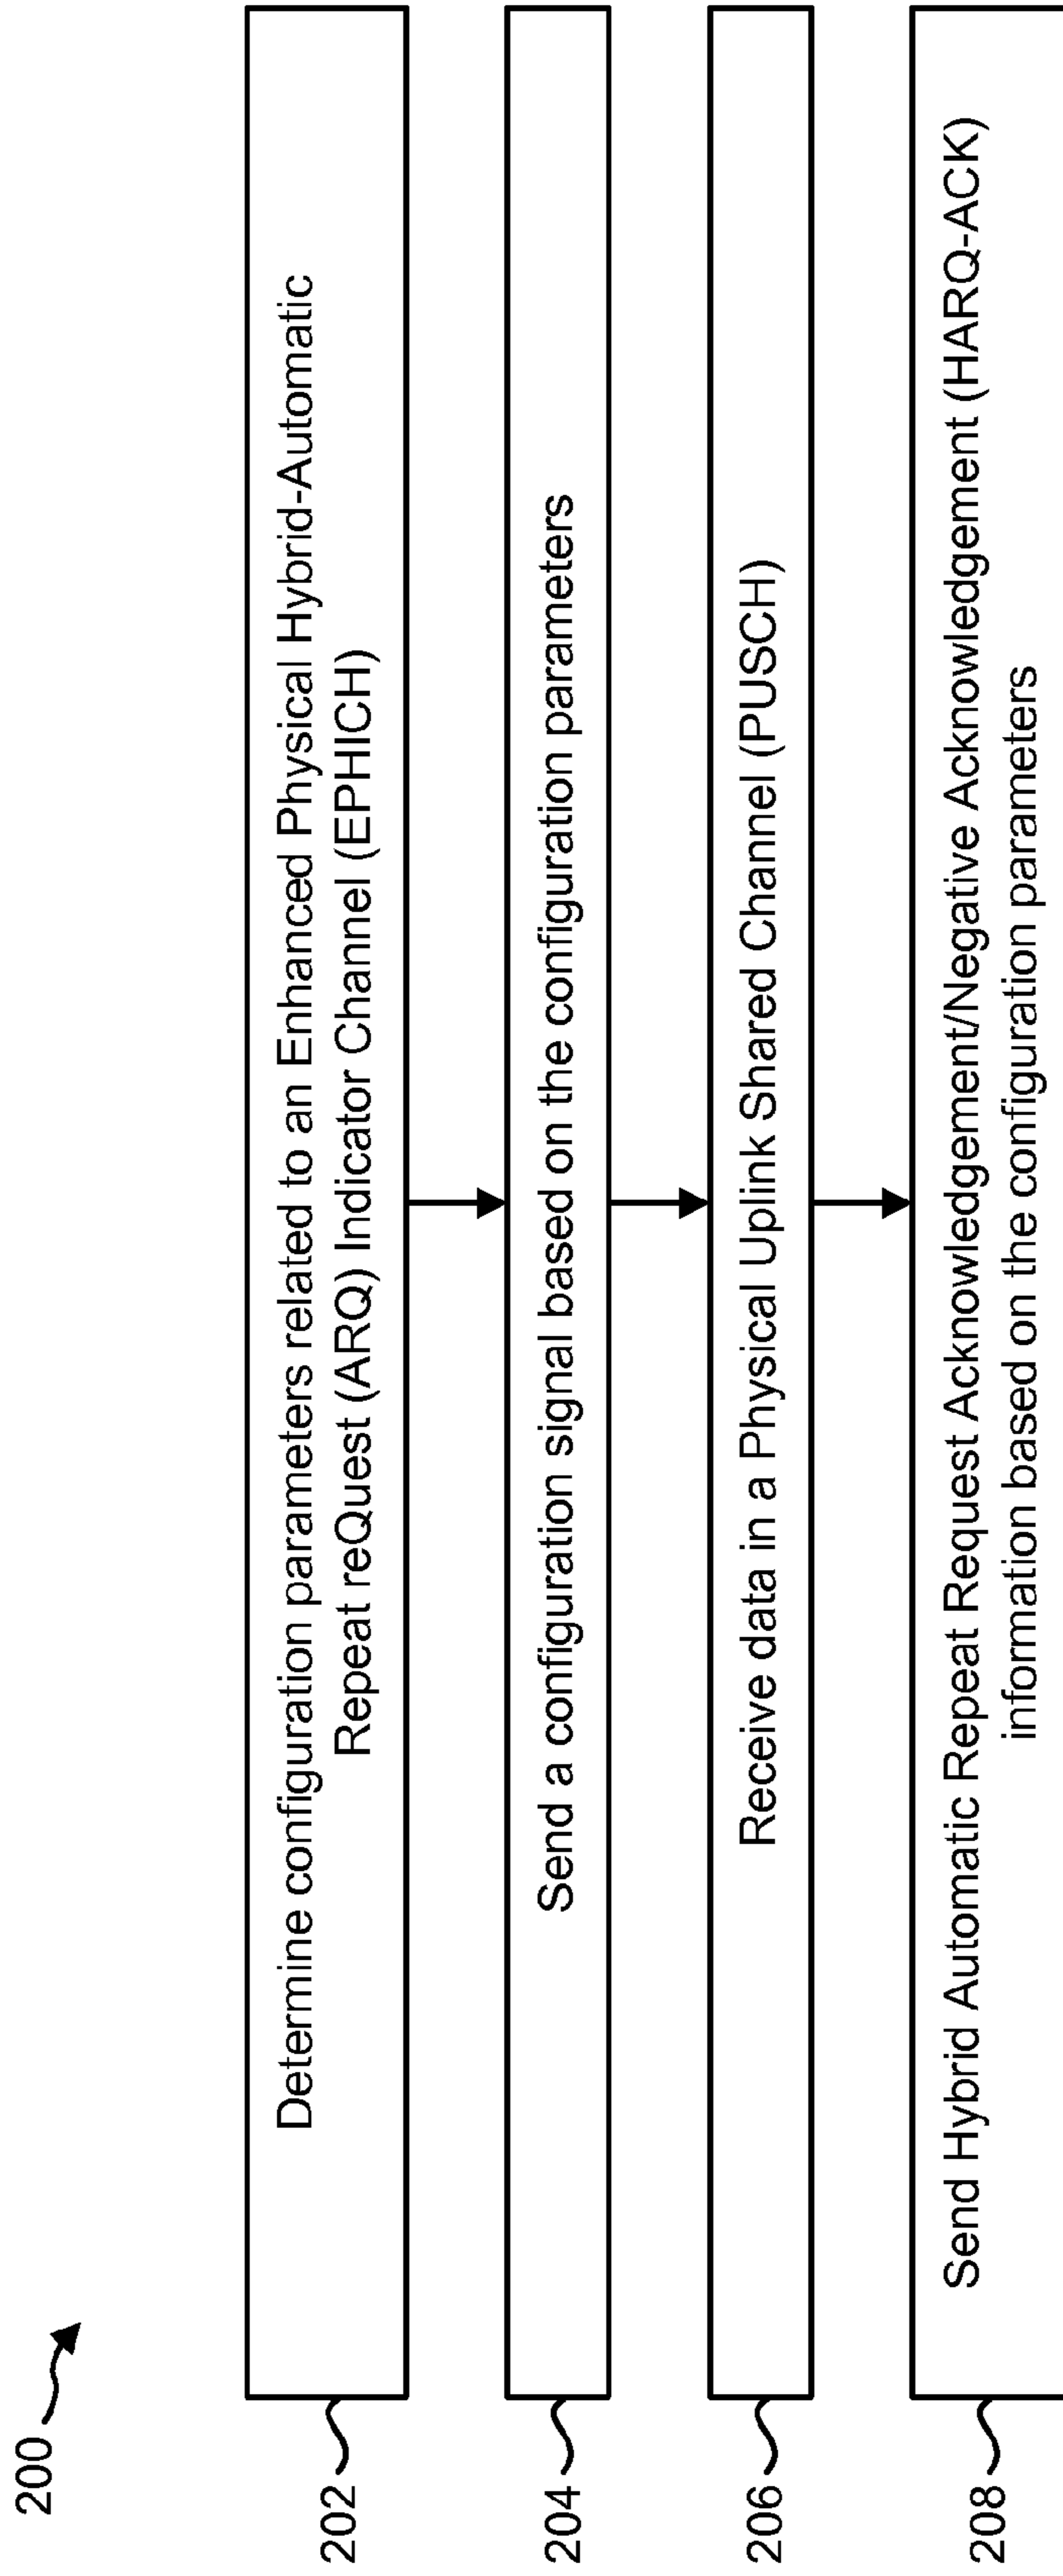 200
202
Determine configuration parameters related to an Enhanced Physical Hybrid-Automatic
Repeat reQuest (ARQ) Indicator Channel (EPHICH)
204
Send a configuration signal based on the configuration parameters
206
Receive data in a Physical Uplink Shared Channel (PUSCH)
208
Send Hybrid Automatic Repeat Request Acknowledgement/Negative Acknowledgement (HARQ-ACK)
information based on the configuration parameters